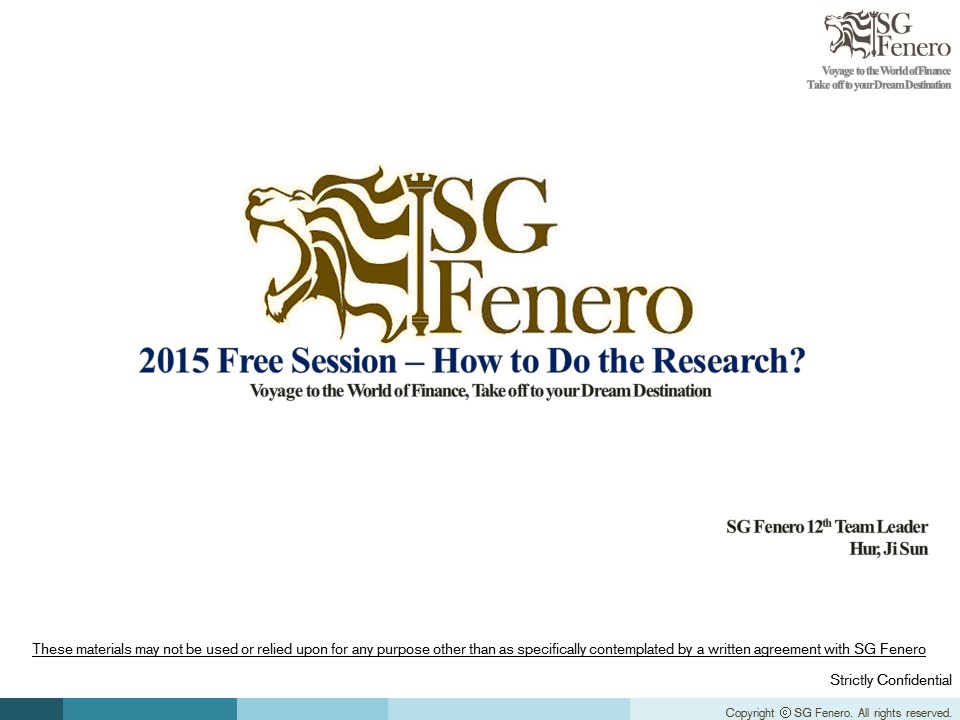 SG
Fenero
Voyage to the World of Finance
Take off to your Dream Destination
SG
Fenero
2015 Free Session – How to Do the Research?
Voyage to the World of Finance, Take off to your Dream Destination
SG Fenero 12th Team Leader
Hur, Ji Sun
These materials may not be used or relied upon for any purpose other than as specifically contemplated by a written agreement with SG Fenero
Strictly Confidential
Copyright ⓒ SG Fenero. All rights reserved.